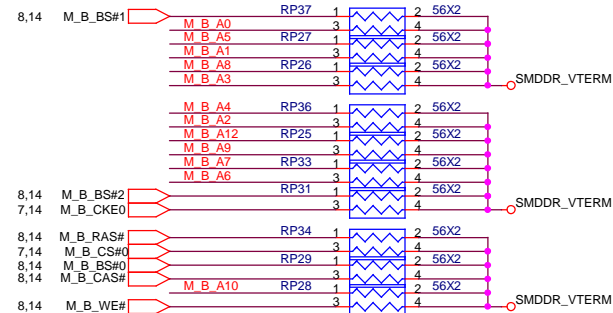 8,14 M_B_BS#1 RP37 1 2 56X2
M_B_A0 3 4
M_B_A5 RP27 1 2 56X2
M_B_A1 3 4
M_B_A8 RP26 1 2 56X2
M_B_A3 3 4 SMDDR_VTERM
M_B_A4 RP36 1 2 56X2
M_B_A2 3 4
M_B_A12 RP25 1 2 56X2
M_B_A9 3 4
M_B_A7 RP33 1 2 56X2
M_B_A6 3 4
8,14 M_B_BS#2 RP31 1 2 56X2
7,14 M_B_CKE0 3 4 SMDDR_VTERM
8,14 M_B_RAS# RP34 1 2 56X2
7,14 M_B_CS#0 3 4
8,14 M_B_BS#0 RP29 1 2 56X2
8,14 M_B_CAS# 3 4
M_B_A10 RP28 1 2 56X2
8,14 M_B_WE# 3 4 SMDDR_VTERM